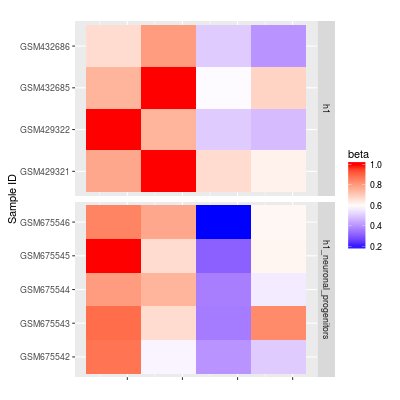 Sample ID
GSM432686
GSM432685
GSM429322
GSM429321
h1
GSM675546
GSM675545
GSM675544
GSM675543
GSM675542
h1_neuronal_progenitors
beta
1.0
0.8
0.6
0.4
0.2